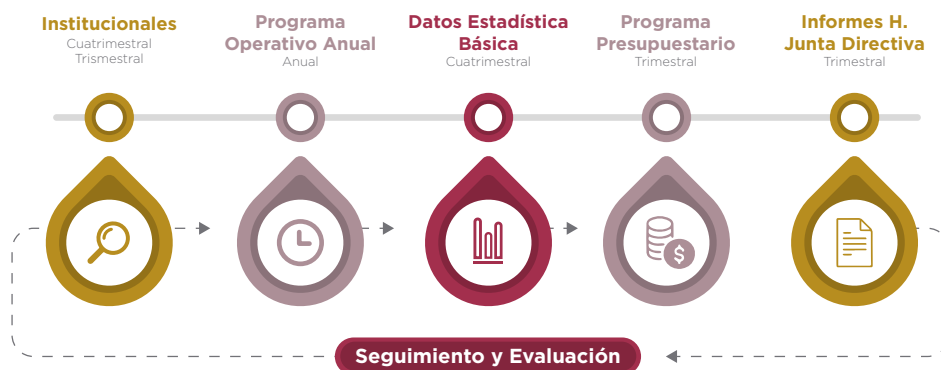 Institucionales
Cuatrimestral
Trismestral
Programa
Operativo Anual
Anual
Datos Estadística
Básica
Cuatrimestral
Programa
Presupuestario
Trimestral
Informes H.
Junta Directiva
Trimestral
$
Seguimiento y Evaluación